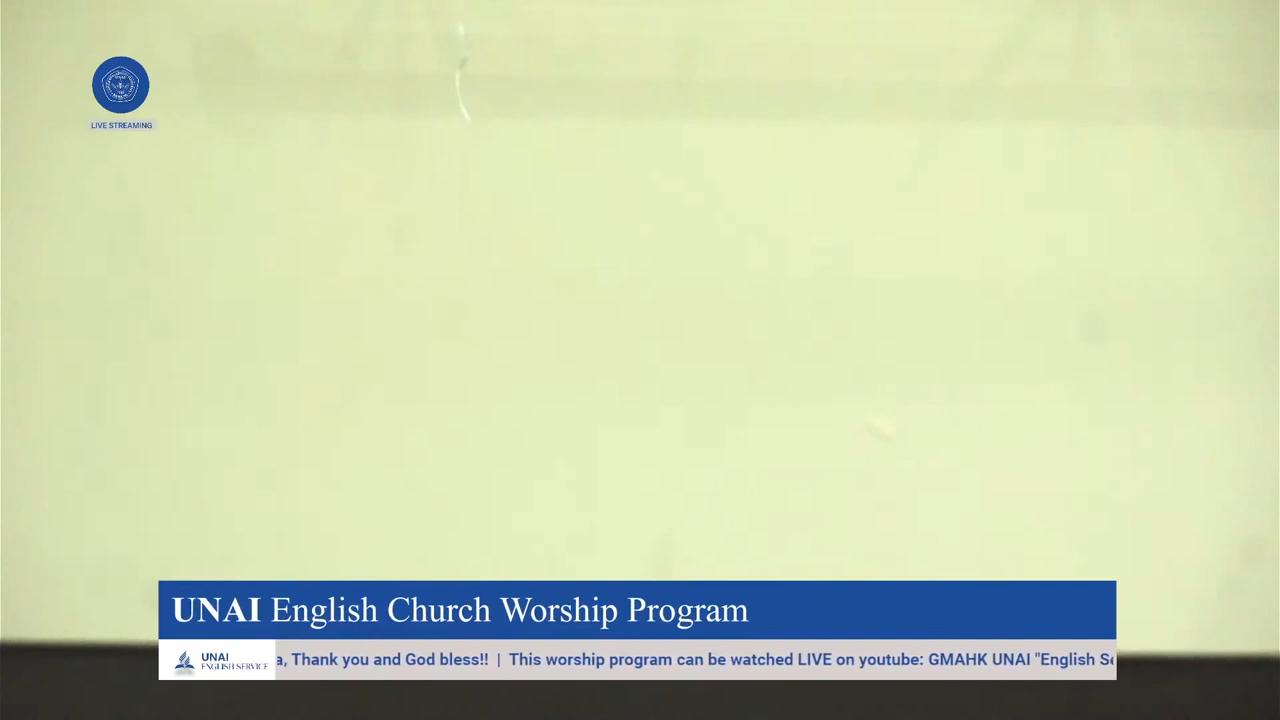 LIVE STREAMING
UNAI English Church Worship Program
UNAI
ENGLISH SERVICE
a, Thank you and God bless!! | This worship program can be watched LIVE on youtube: GMAHK UNAI "English Se